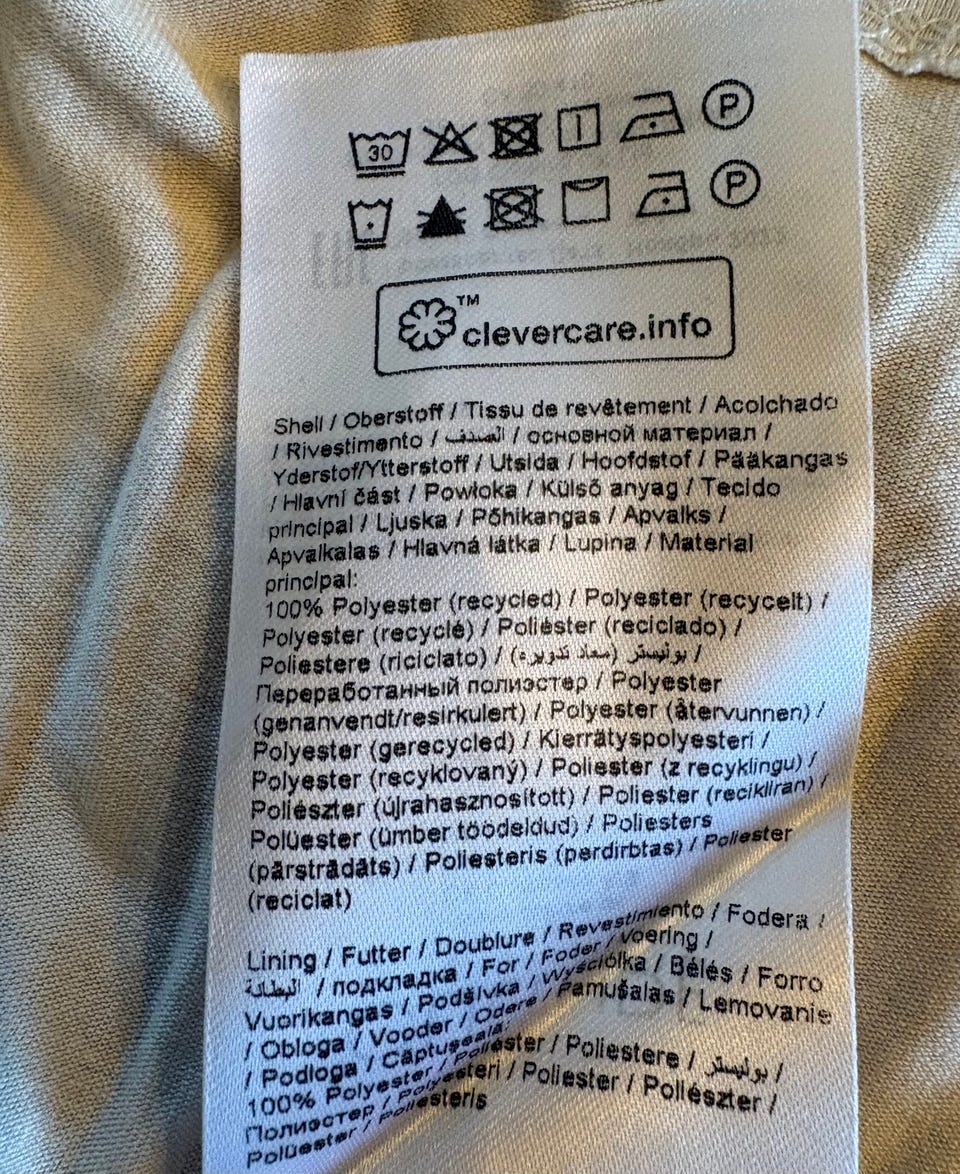 30 P
P
™ clevercare.info
Shell / Oberstoff / Tissu de revêtement / Acolchado
/ Rivestimento / الصدف / основной материал /
Yderstof/Ytterstoff / Utsida / Hoofdstof / Pääkangas
/ Hlavní část / Powłoka / Külső anyag / Tecido
principal / Ljuska / Põhikangas / Apvalks /
Apvalkalas / Hlavná látka / Lupina / Material
principal:
100% Polyester (recycled) / Polyester (recycelt) /
Polyester (recyclé) / Poliéster (reciclado) /
Poliestere (riciclato) / بوليستر (معاد تدويره) /
Переработанный полиэстер / Polyester
(genanvendt/resirkulert) / Polyester (återvunnen) /
Polyester (gerecycled) / Kierrätyspolyesteri /
Polyester (recyklovaný) / Poliester (z recyklingu) /
Poliészter (újrahasznosított) / Poliester (recikliran) /
Polüester (ümber töödeldud) / Poliesters
(pārstrādāts) / Poliesteris (perdirbtas) / Poliester
(reciclat)
Lining / Futter / Doublure / Revestimiento / Fodera /
البطانة / подкладка / For / Foder / Voering /
Vuorikangas / Podšívka / Wyściółka / Bélés / Forro
/ Obloga / Vooder / Odere / Pamušalas / Lemovanie
/ Podloga / Căptușeală:
100% Polyester / Poliéster / Poliestere / بوليستر /
Полиэстер / Polyesteri / Poliester / Poliészter /
Polüester / Poliesteris